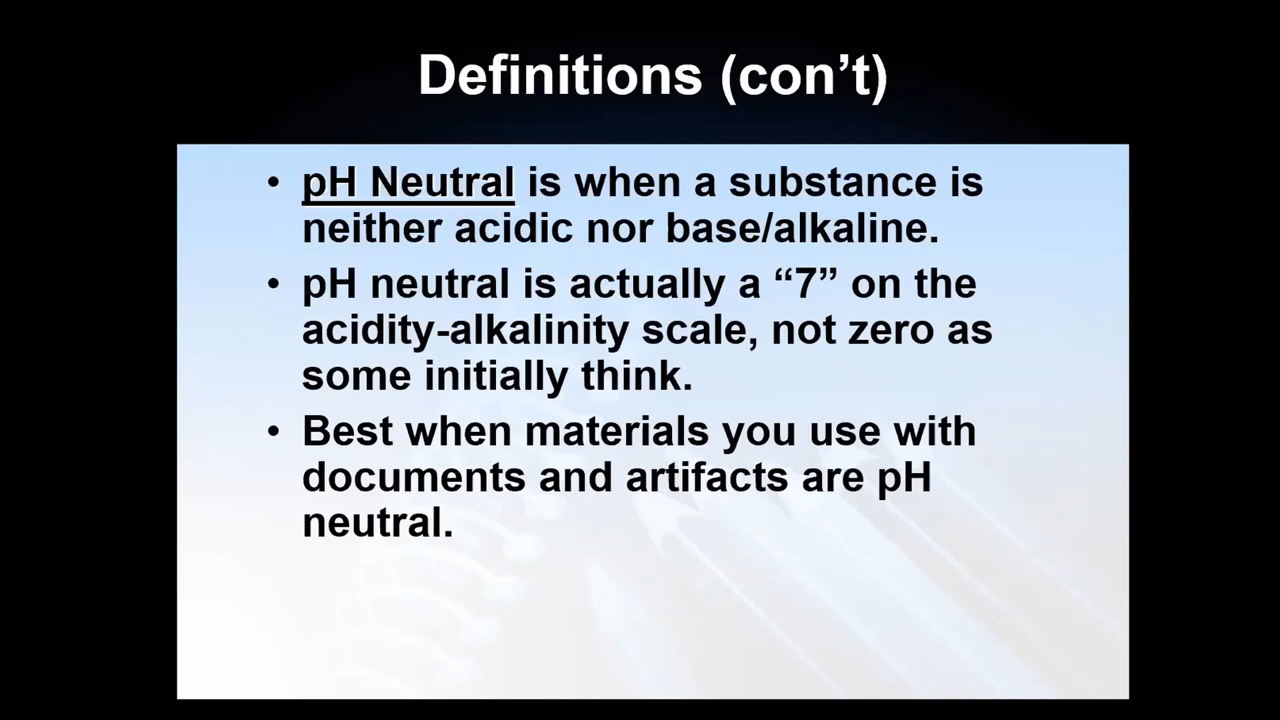 Definitions (con’t)
• pH Neutral is when a substance is
neither acidic nor base/alkaline.
• pH neutral is actually a “7” on the
acidity-alkalinity scale, not zero as
some initially think.
• Best when materials you use with
documents and artifacts are pH
neutral.